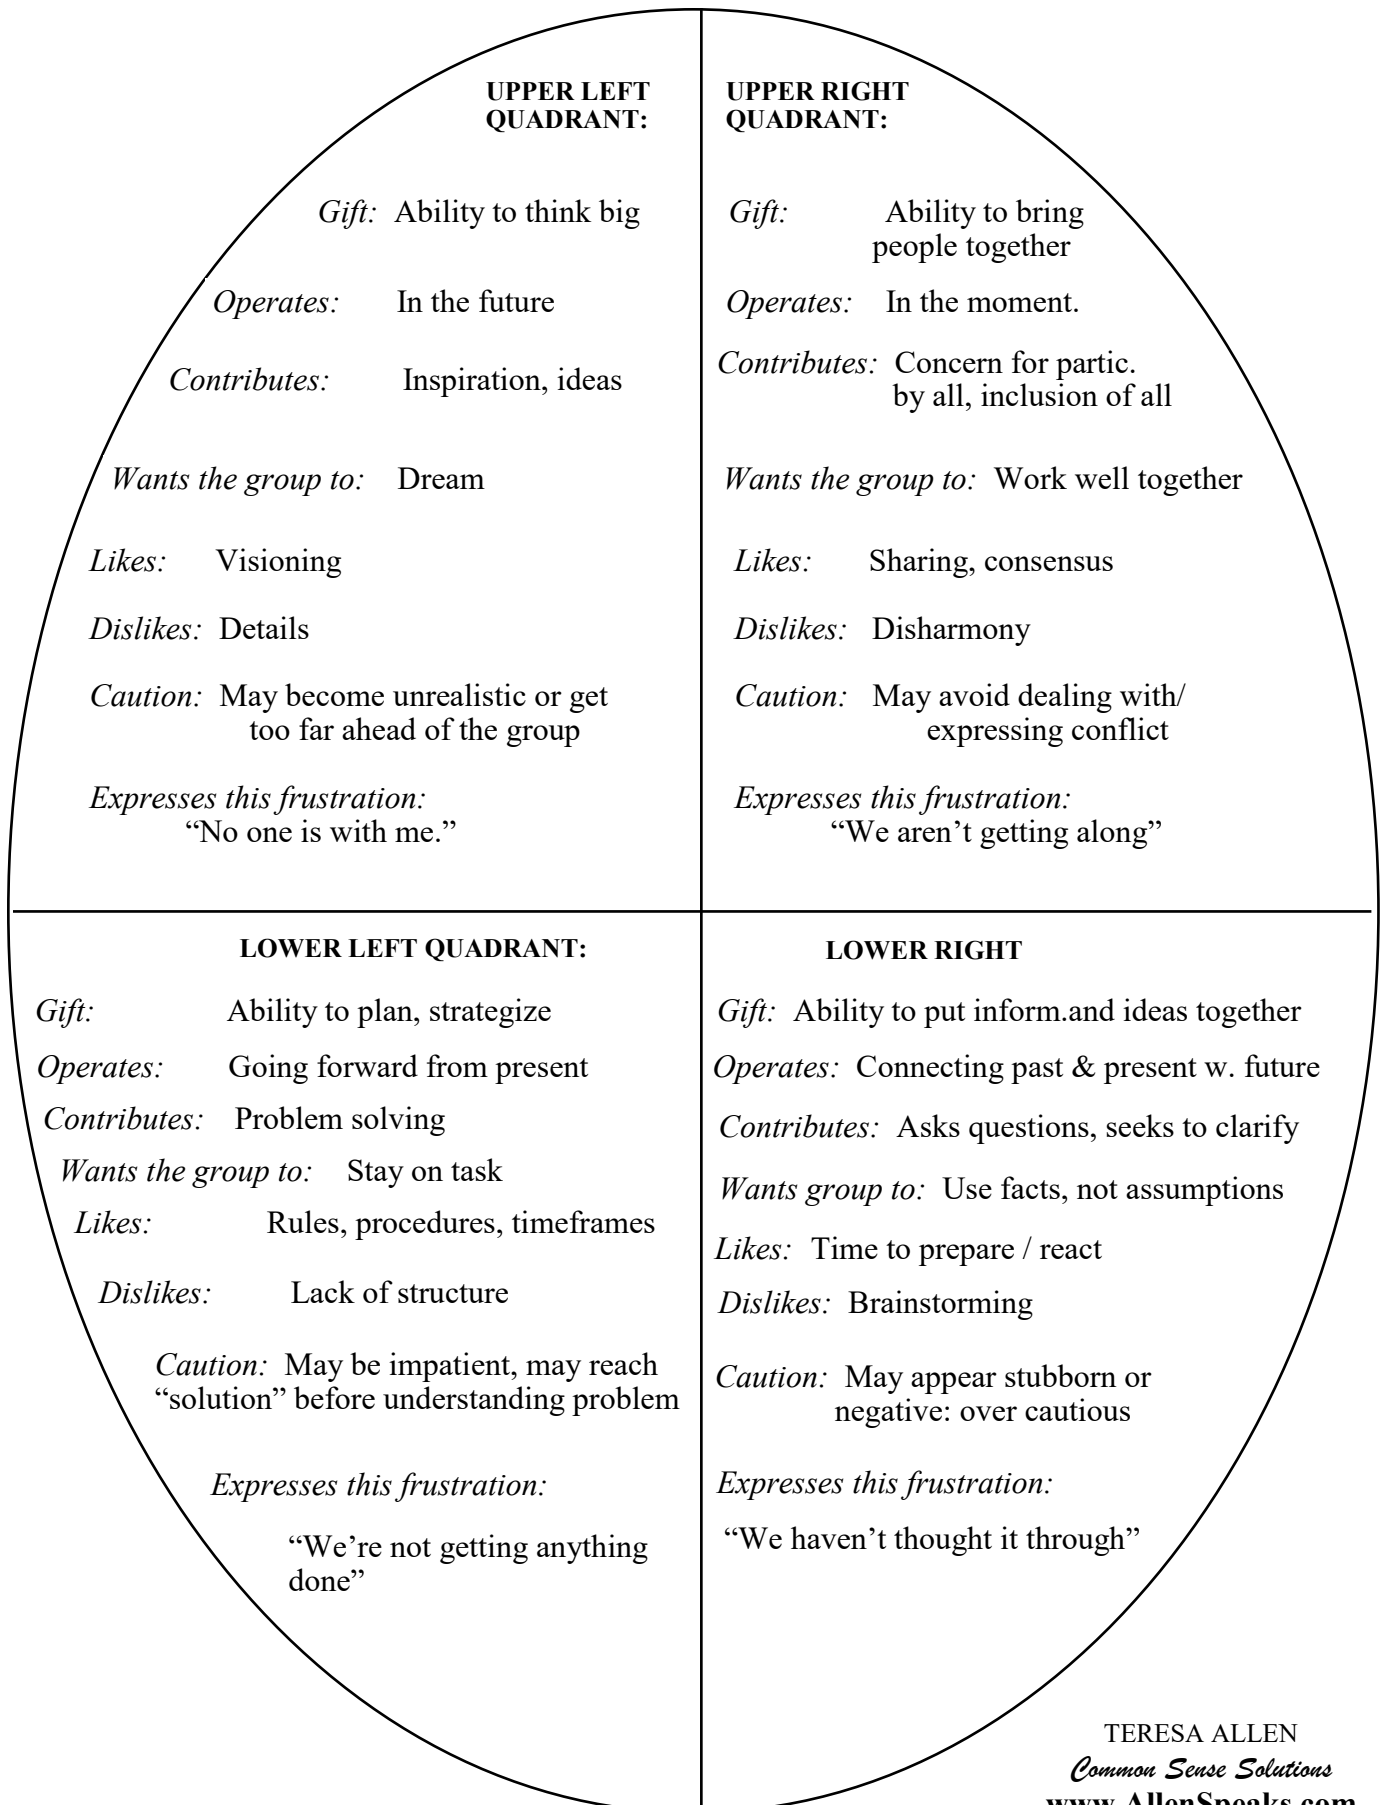 UPPER LEFT
QUADRANT:
Gift: Ability to think big
Operates: In the future
Contributes: Inspiration, ideas
Wants the group to: Dream
Likes: Visioning
Dislikes: Details
Caution: May become unrealistic or get
too far ahead of the group
Expresses this frustration:
“No one is with me.”
UPPER RIGHT
QUADRANT:
Gift: Ability to bring
people together
Operates: In the moment.
Contributes: Concern for partic.
by all, inclusion of all
Wants the group to: Work well together
Likes: Sharing, consensus
Dislikes: Disharmony
Caution: May avoid dealing with/
expressing conflict
Expresses this frustration:
“We aren’t getting along”
LOWER LEFT QUADRANT:
Gift: Ability to plan, strategize
Operates: Going forward from present
Contributes: Problem solving
Wants the group to: Stay on task
Likes: Rules, procedures, timeframes
Dislikes: Lack of structure
Caution: May be impatient, may reach
“solution” before understanding problem
Expresses this frustration:
“We’re not getting anything
done”
LOWER RIGHT
Gift: Ability to put inform.and ideas together
Operates: Connecting past & present w. future
Contributes: Asks questions, seeks to clarify
Wants group to: Use facts, not assumptions
Likes: Time to prepare / react
Dislikes: Brainstorming
Caution: May appear stubborn or
negative: over cautious
Expresses this frustration:
“We haven’t thought it through”
TERESA ALLEN
Common Sense Solutions
www.AllenSpeaks.com